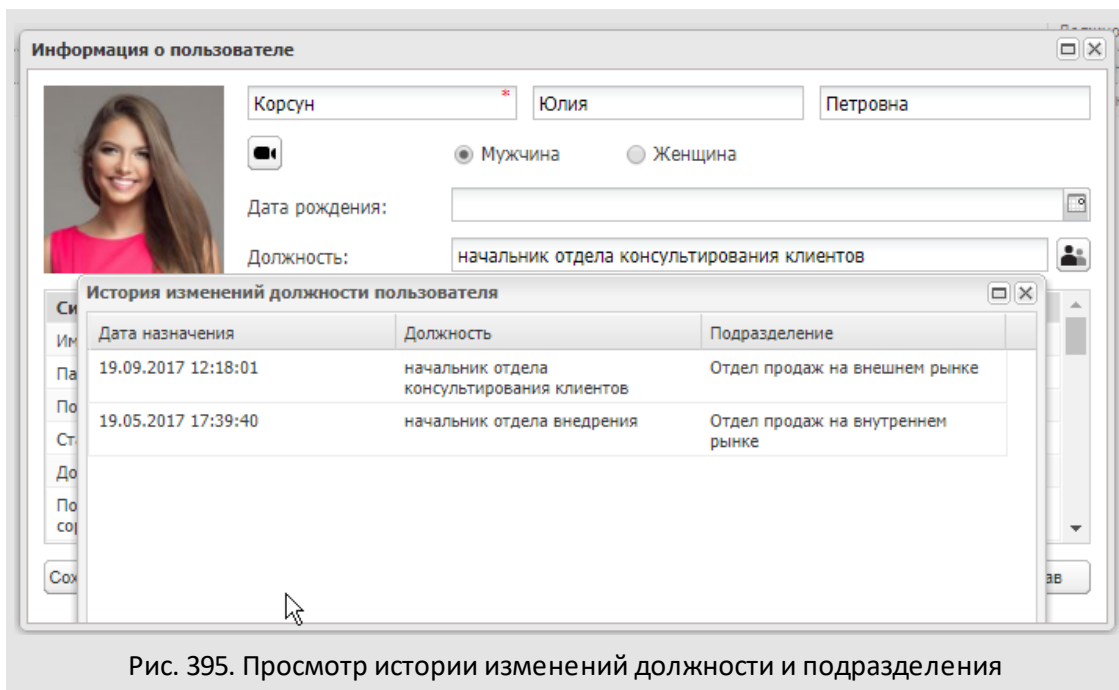 Информация о пользователе
Корсун * Юлия Петровна
Мужчина Женщина
Дата рождения:
Должность: начальник отдела консультирования клиентов
История изменений должности пользователя
Дата назначения Должность Подразделение
19.09.2017 12:18:01 начальник отдела Отдел продаж на внешнем рынке
консультирования клиентов
19.05.2017 17:39:40 начальник отдела внедрения Отдел продаж на внутреннем
рынке
Рис. 395. Просмотр истории изменений должности и подразделения